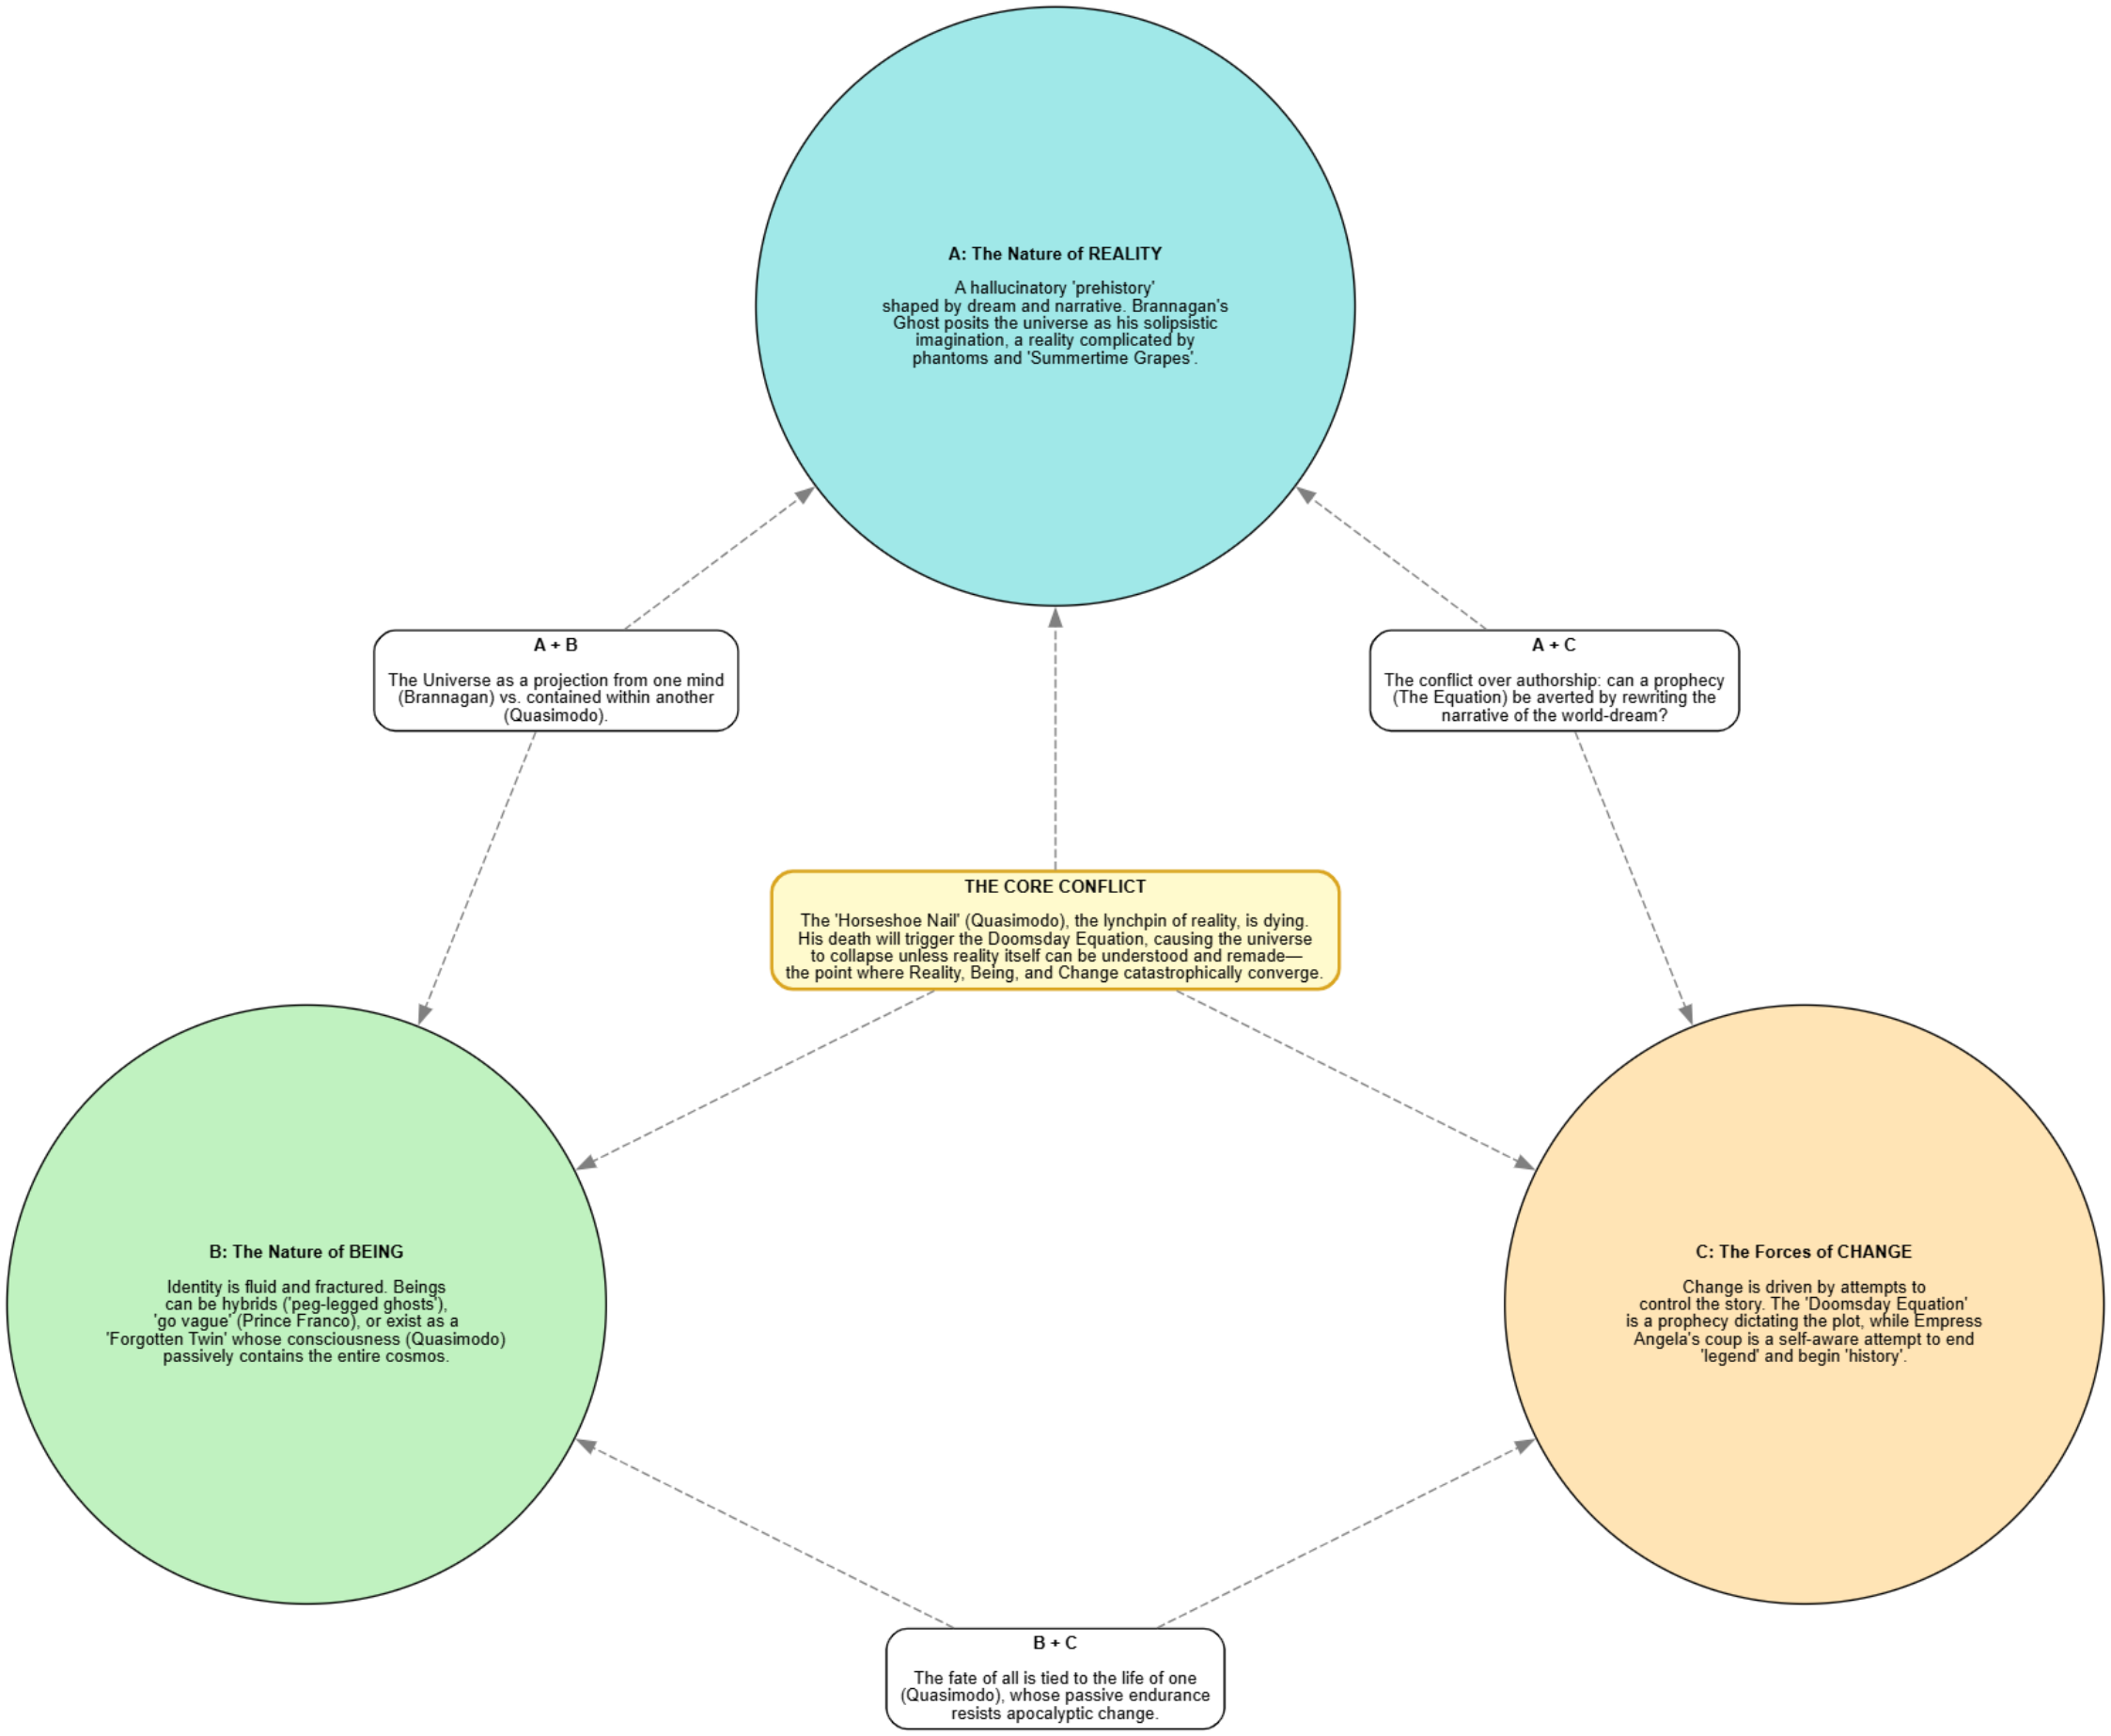 A: The Nature of REALITY
A hallucinatory 'prehistory'
shaped by dream and narrative. Brannagan's
Ghost posits the universe as his solipsistic
imagination, a reality complicated by
phantoms and 'Summertime Grapes'.
A + B
The Universe as a projection from one mind
(Brannagan) vs. contained within another
(Quasimodo).
A + C
The conflict over authorship: can a prophecy
(The Equation) be averted by rewriting the
narrative of the world-dream?
THE CORE CONFLICT
The 'Horseshoe Nail' (Quasimodo), the lynchpin of reality, is dying.
His death will trigger the Doomsday Equation, causing the universe
to collapse unless reality itself can be understood and remade—
the point where Reality, Being, and Change catastrophically converge.
B: The Nature of BEING
Identity is fluid and fractured. Beings
can be hybrids ('peg-legged ghosts'),
'go vague' (Prince Franco), or exist as a
'Forgotten Twin' whose consciousness (Quasimodo)
passively contains the entire cosmos.
C: The Forces of CHANGE
Change is driven by attempts to
control the story. The 'Doomsday Equation'
is a prophecy dictating the plot, while Empress
Angela's coup is a self-aware attempt to end
'legend' and begin 'history'.
B + C
The fate of all is tied to the life of one
(Quasimodo), whose passive endurance
resists apocalyptic change.